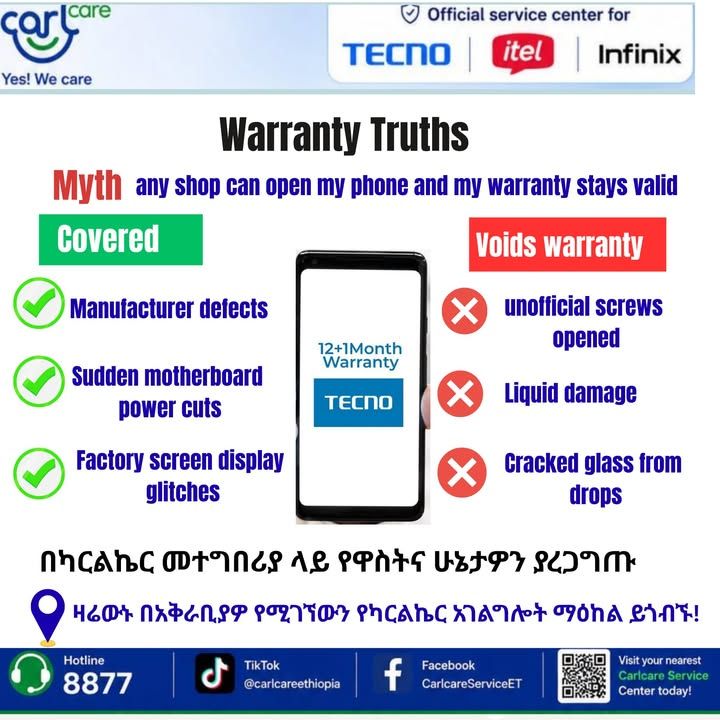 carlcare
Yes! We care
Official service center for
TECNO
itel
Infinix
Warranty Truths
Myth any shop can open my phone and my warranty stays valid
Covered
Manufacturer defects
Sudden motherboard
power cuts
Factory screen display
glitches
12+1Month
Warranty
TECNO
Voids warranty
unofficial screws
opened
Liquid damage
Cracked glass from
drops
በካርልኬር መተግበሪያ ላይ የዋስትና ሁኔታዎን ያረጋግጡ
ዛሬውኑ በአቅራቢያዎ የሚገኘውን የካርልኬር አገልግሎት ማዕከል ይጎብኙ!
Hotline
8877
TikTok
@carlcareethiopia
Facebook
CarlcareServiceET
Visit your nearest
Carlcare Service
Center today!